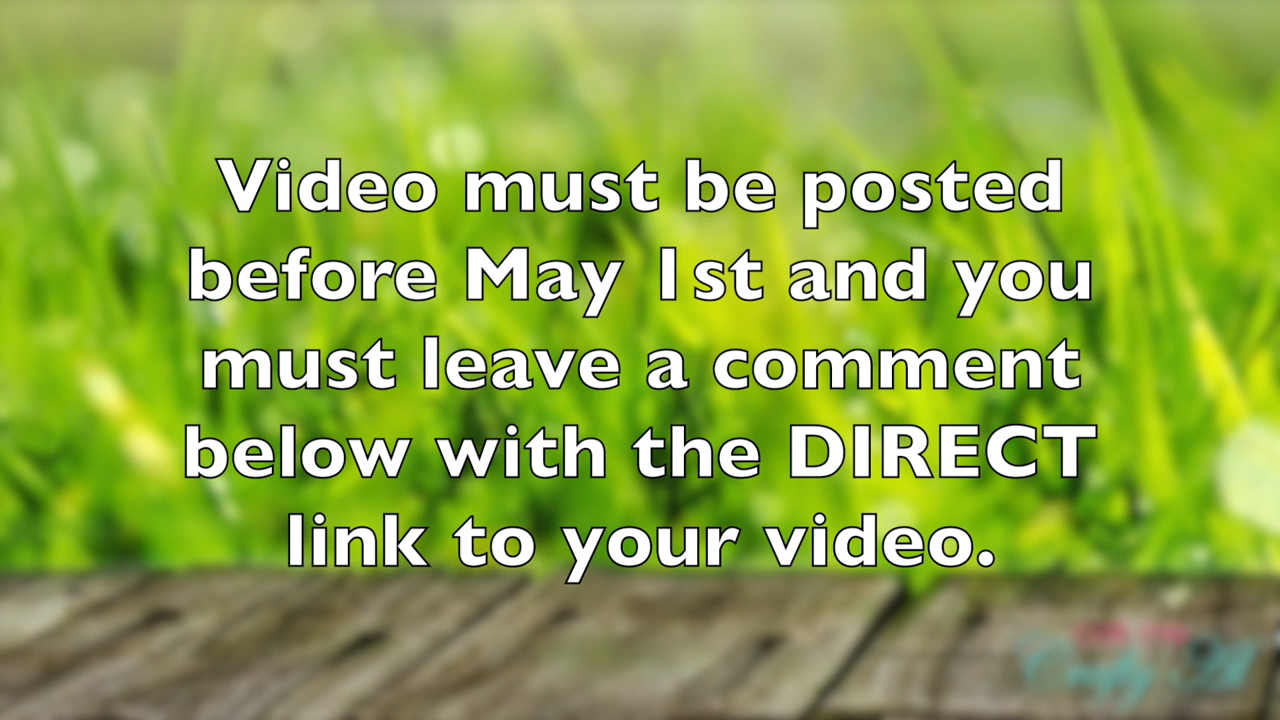 Video must be posted
before May 1st and you
must leave a comment
below with the DIRECT
link to your video.